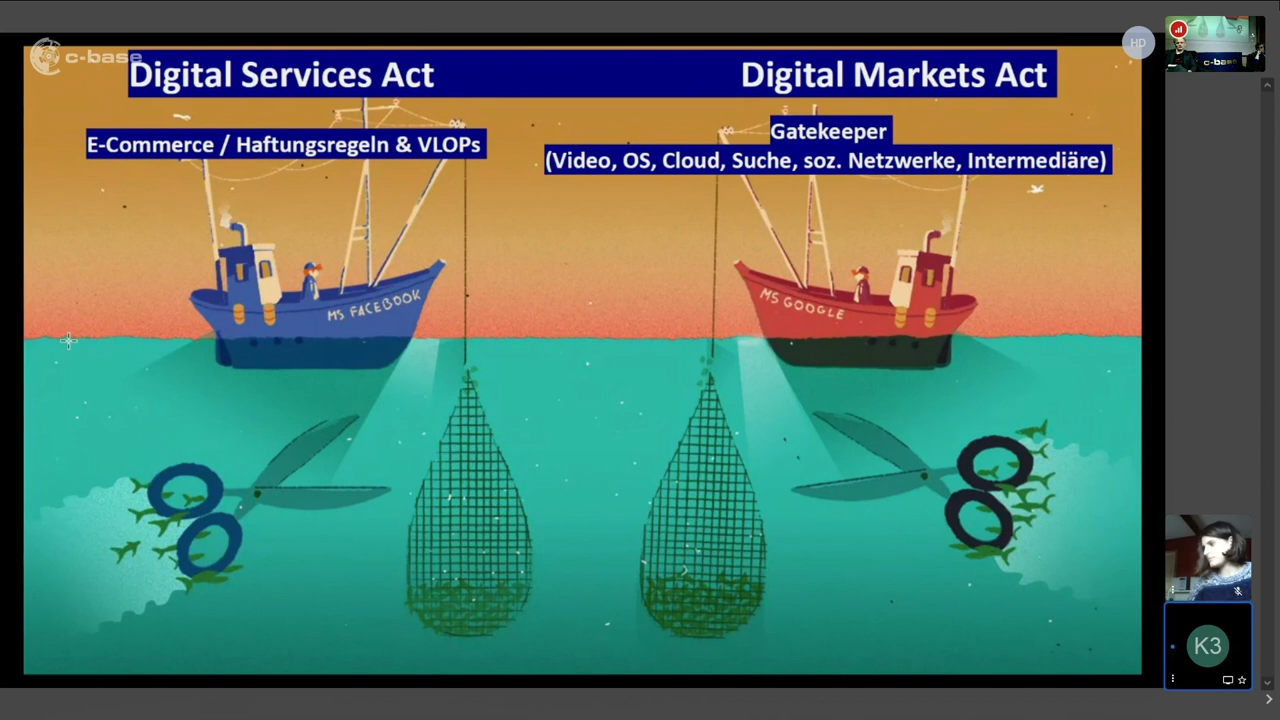 c-base
Digital Services Act
Digital Markets Act
E-Commerce / Haftungsregeln & VLOPs
Gatekeeper
(Video, OS, Cloud, Suche, soz. Netzwerke, Intermediäre)
MS FACEBOOK
MS GOOGLE
HD
c-base
K3